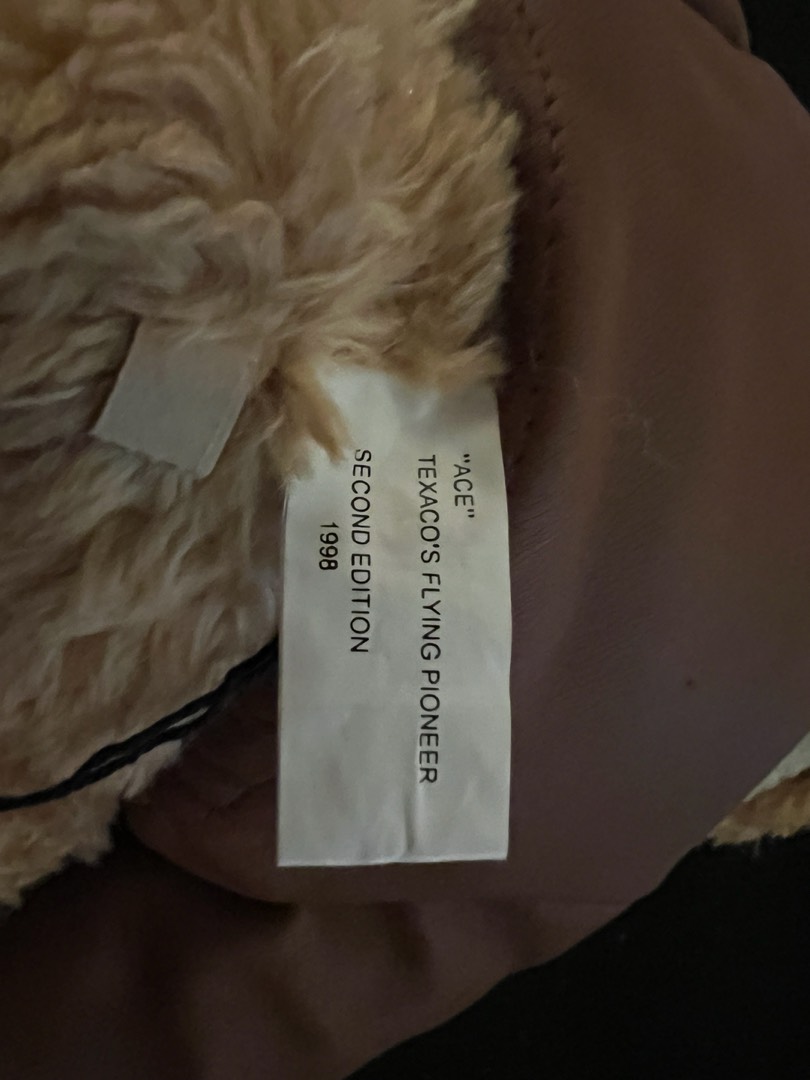 "ACE"
TEXACO'S FLYING PIONEER
SECOND EDITION
1998